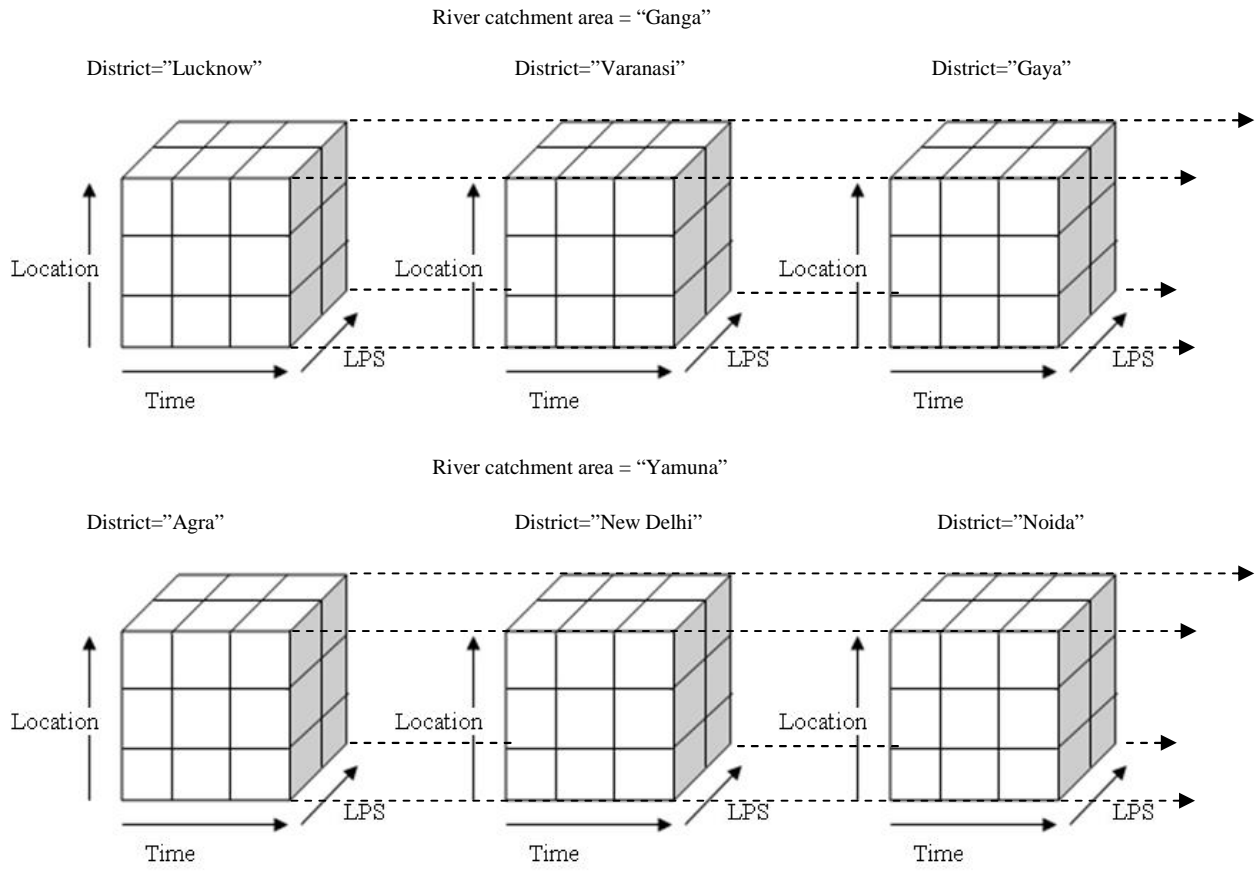 River catchment area = “Ganga”
District=”Lucknow” District=”Varanasi” District=”Gaya”
Location Location Location
LPS LPS LPS
Time Time Time
River catchment area = “Yamuna”
District=”Agra” District=”New Delhi” District=”Noida”
Location Location Location
LPS LPS LPS
Time Time Time